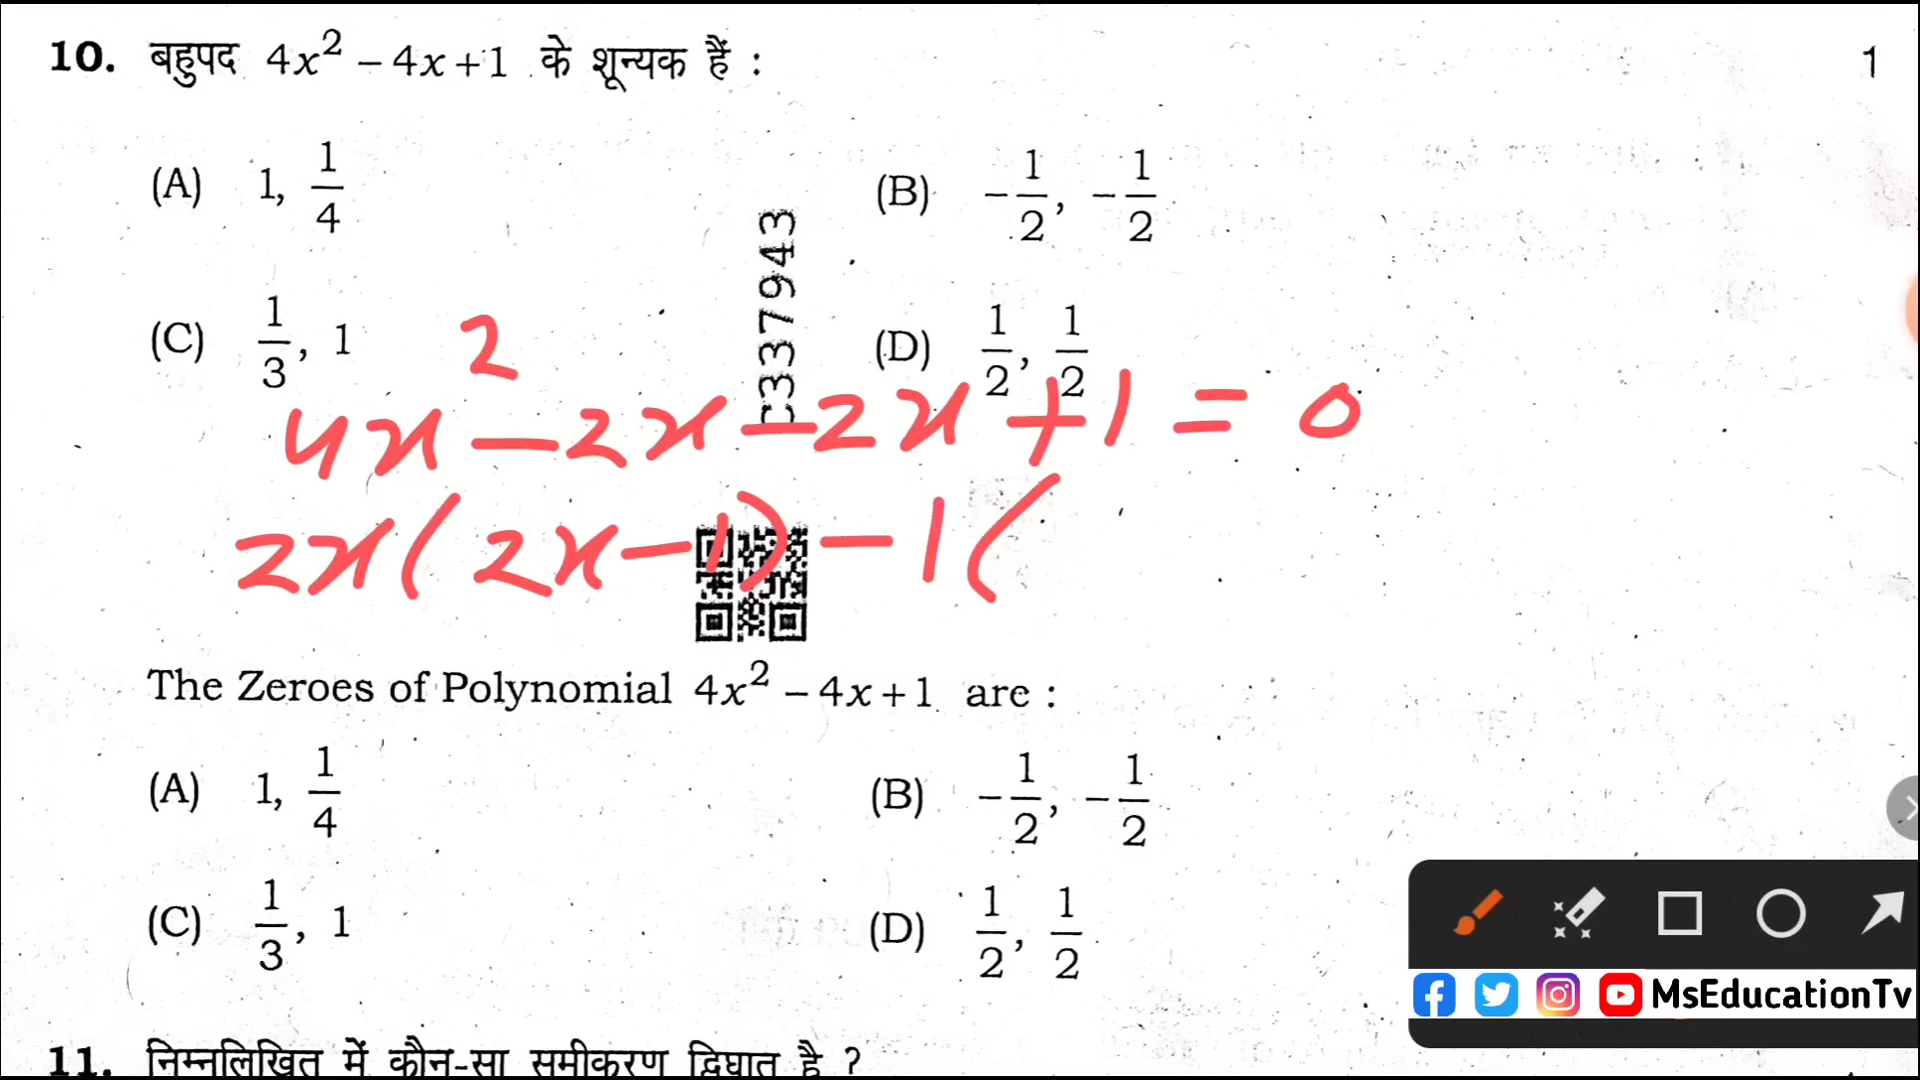 10. बहुपद 4x² – 4x + 1 के शून्यक हैं : 1
(A) 1, 1/4 (B) –1/2, –1/2
(C) 1/3, 1 (D) 1/2, 1/2
C337943
4x² – 2x – 2x + 1 = 0
2x( 2x – 1) – 1(
The Zeroes of Polynomial 4x² – 4x + 1 are :
(A) 1, 1/4 (B) –1/2, –1/2
(C) 1/3, 1 (D) 1/2, 1/2
MsEducationTv
11. निम्नलिखित में कौन-सा समीकरण द्विघात है ?